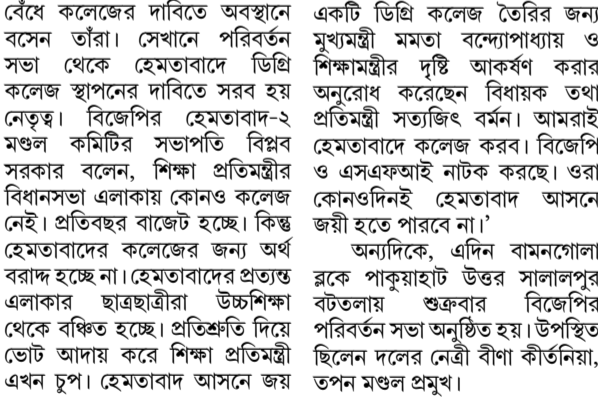 বেঁধে কলেজের দাবিতে অবস্থানে
বসেন তাঁরা। সেখানে পরিবর্তন
সভা থেকে হেমতাবাদে ডিগ্রি
কলেজ স্থাপনের দাবিতে সরব হয়
নেতৃত্ব। বিজেপির হেমতাবাদ-২
মণ্ডল কমিটির সভাপতি বিপ্লব
সরকার বলেন, শিক্ষা প্রতিমন্ত্রীর
বিধানসভা এলাকায় কোনও কলেজ
নেই। প্রতিবছর বাজেট হচ্ছে। কিন্তু
হেমতাবাদের কলেজের জন্য অর্থ
বরাদ্দ হচ্ছে না। হেমতাবাদের প্রত্যন্ত
এলাকার ছাত্রছাত্রীরা উচ্চশিক্ষা
থেকে বঞ্চিত হচ্ছে। প্রতিশ্রুতি দিয়ে
ভোট আদায় করে শিক্ষা প্রতিমন্ত্রী
এখন চুপ। হেমতাবাদ আসনে জয়
একটি ডিগ্রি কলেজ তৈরির জন্য
মুখ্যমন্ত্রী মমতা বন্দ্যোপাধ্যায় ও
শিক্ষামন্ত্রীর দৃষ্টি আকর্ষণ করার
অনুরোধ করেছেন বিধায়ক তথা
প্রতিমন্ত্রী সত্যজিৎ বর্মন। আমরাই
হেমতাবাদে কলেজ করব। বিজেপি
ও এসএফআই নাটক করছে। ওরা
কোনওদিনই হেমতাবাদ আসনে
জয়ী হতে পারবে না।’
অন্যদিকে, এদিন বামনগোলা
ব্লকে পাকুয়াহাট উত্তর সালালপুর
বটতলায় শুক্রবার বিজেপির
পরিবর্তন সভা অনুষ্ঠিত হয়। উপস্থিত
ছিলেন দলের নেত্রী বীণা কীর্তনিয়া,
তপন মণ্ডল প্রমুখ।